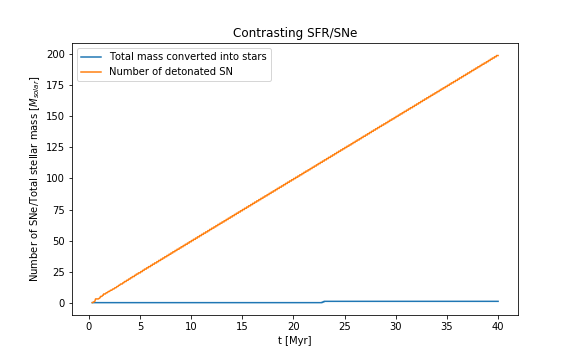 Contrasting SFR/SNe
Total mass converted into stars
Number of detonated SN
Number of SNe/Total stellar mass [M_solar]
200
175
150
125
100
75
50
25
0
0 5 10 15 20 25 30 35 40
t [Myr]